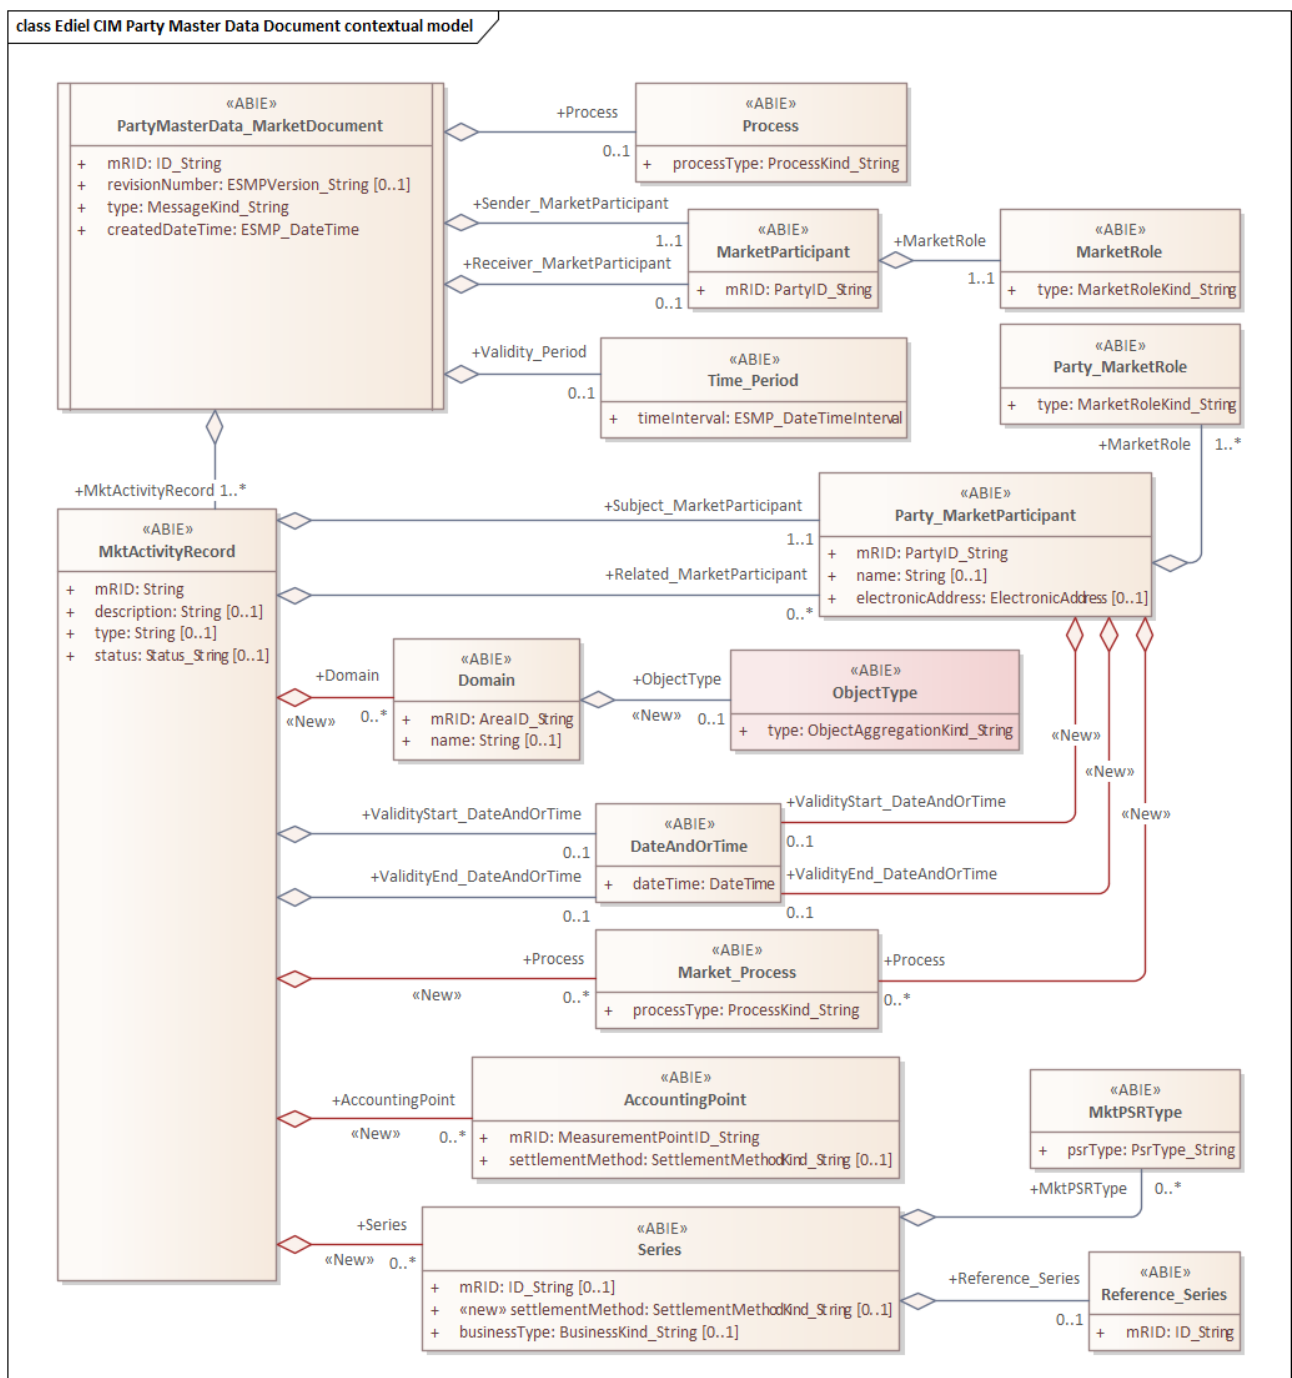 class Ediel CIM Party Master Data Document contextual model
«ABIE»
PartyMasterData_MarketDocument
+ mRID: ID_String
+ revisionNumber: ESMPVersion_String [0..1]
+ type: MessageKind_String
+ createdDateTime: ESMP_DateTime
+Process
0..1
«ABIE»
Process
+ processType: ProcessKind_String
+Sender_MarketParticipant
1..1
+Receiver_MarketParticipant
0..1
«ABIE»
MarketParticipant
+ mRID: PartyID_String
+MarketRole
1..1
«ABIE»
MarketRole
+ type: MarketRoleKind_String
+Validity_Period
0..1
«ABIE»
Time_Period
+ timeInterval: ESMP_DateTimeInterval
«ABIE»
Party_MarketRole
+ type: MarketRoleKind_String
+MarketRole 1..*
+MktActivityRecord 1..*
«ABIE»
MktActivityRecord
+ mRID: String
+ description: String [0..1]
+ type: String [0..1]
+ status: Status_String [0..1]
+Subject_MarketParticipant
1..1
+Related_MarketParticipant
0..*
«ABIE»
Party_MarketParticipant
+ mRID: PartyID_String
+ name: String [0..1]
+ electronicAddress: ElectronicAddress [0..1]
+Domain
«New» 0..*
«ABIE»
Domain
+ mRID: AreaID_String
+ name: String [0..1]
+ObjectType
«New» 0..1
«ABIE»
ObjectType
+ type: ObjectAggregationKind_String
«New»
«New»
«New»
+ValidityStart_DateAndOrTime
0..1
+ValidityEnd_DateAndOrTime
0..1
«ABIE»
DateAndOrTime
+ dateTime: DateTime
+ValidityStart_DateAndOrTime
0..1
+ValidityEnd_DateAndOrTime
0..1
+Process
«New» 0..*
«ABIE»
Market_Process
+ processType: ProcessKind_String
+Process
0..*
+AccountingPoint
«New» 0..*
«ABIE»
AccountingPoint
+ mRID: MeasurementPointID_String
+ settlementMethod: SettlementMethodKind_String [0..1]
«ABIE»
MktPSRType
+ psrType: PsrType_String
+MktPSRType 0..*
+Series
«New» 0..*
«ABIE»
Series
+ mRID: ID_String [0..1]
+ «new» settlementMethod: SettlementMethodKind_String [0..1]
+ businessType: BusinessKind_String [0..1]
+Reference_Series
0..1
«ABIE»
Reference_Series
+ mRID: ID_String